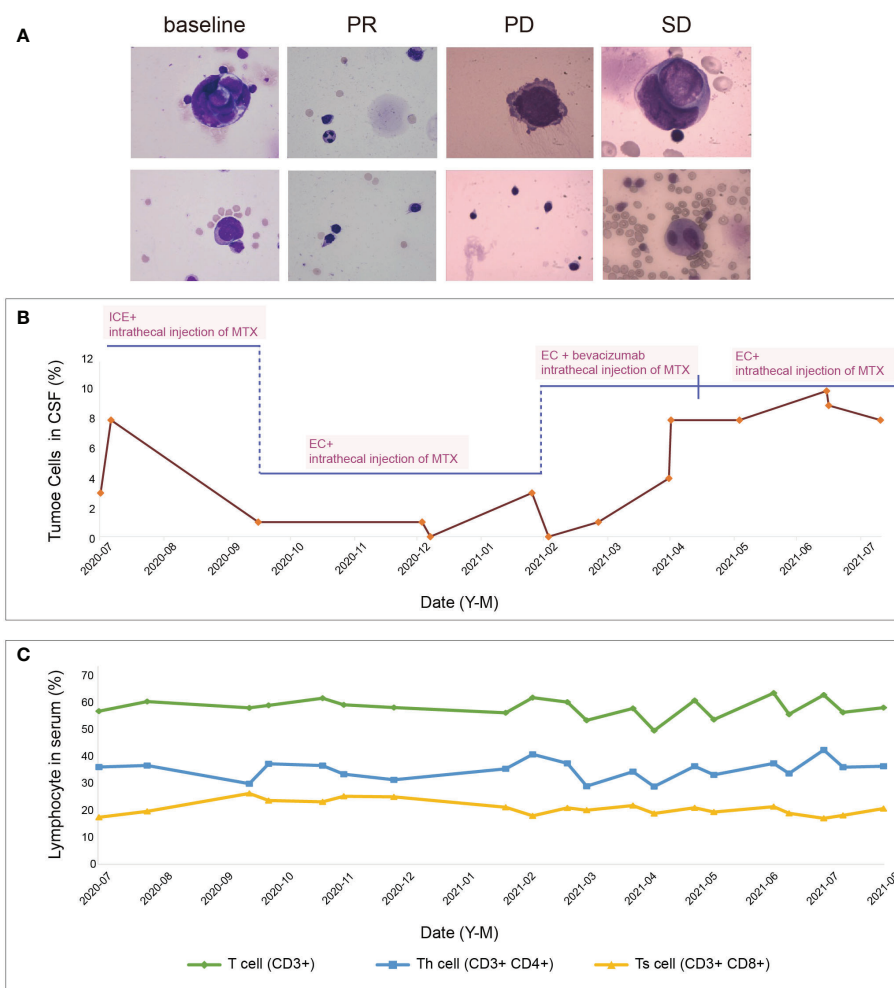 A
baseline PR PD SD
B
ICE+
intrathecal injection of MTX
EC+
intrathecal injection of MTX
EC + bevacizumab
intrathecal injection of MTX
EC+
intrathecal injection of MTX
Tumoe Cells in CSF (%)
12
10
8
6
4
2
0
2020-07 2020-08 2020-09 2020-10 2020-11 2020-12 2021-01 2021-02 2021-03 2021-04 2021-05 2021-06 2021-07
Date (Y-M)
C
Lymphocyte in serum (%)
70
60
50
40
30
20
10
0
2020-07 2020-08 2020-09 2020-10 2020-11 2020-12 2021-01 2021-02 2021-03 2021-04 2021-05 2021-06 2021-07
Date (Y-M)
T cell (CD3+) Th cell (CD3+ CD4+) Ts cell (CD3+ CD8+)